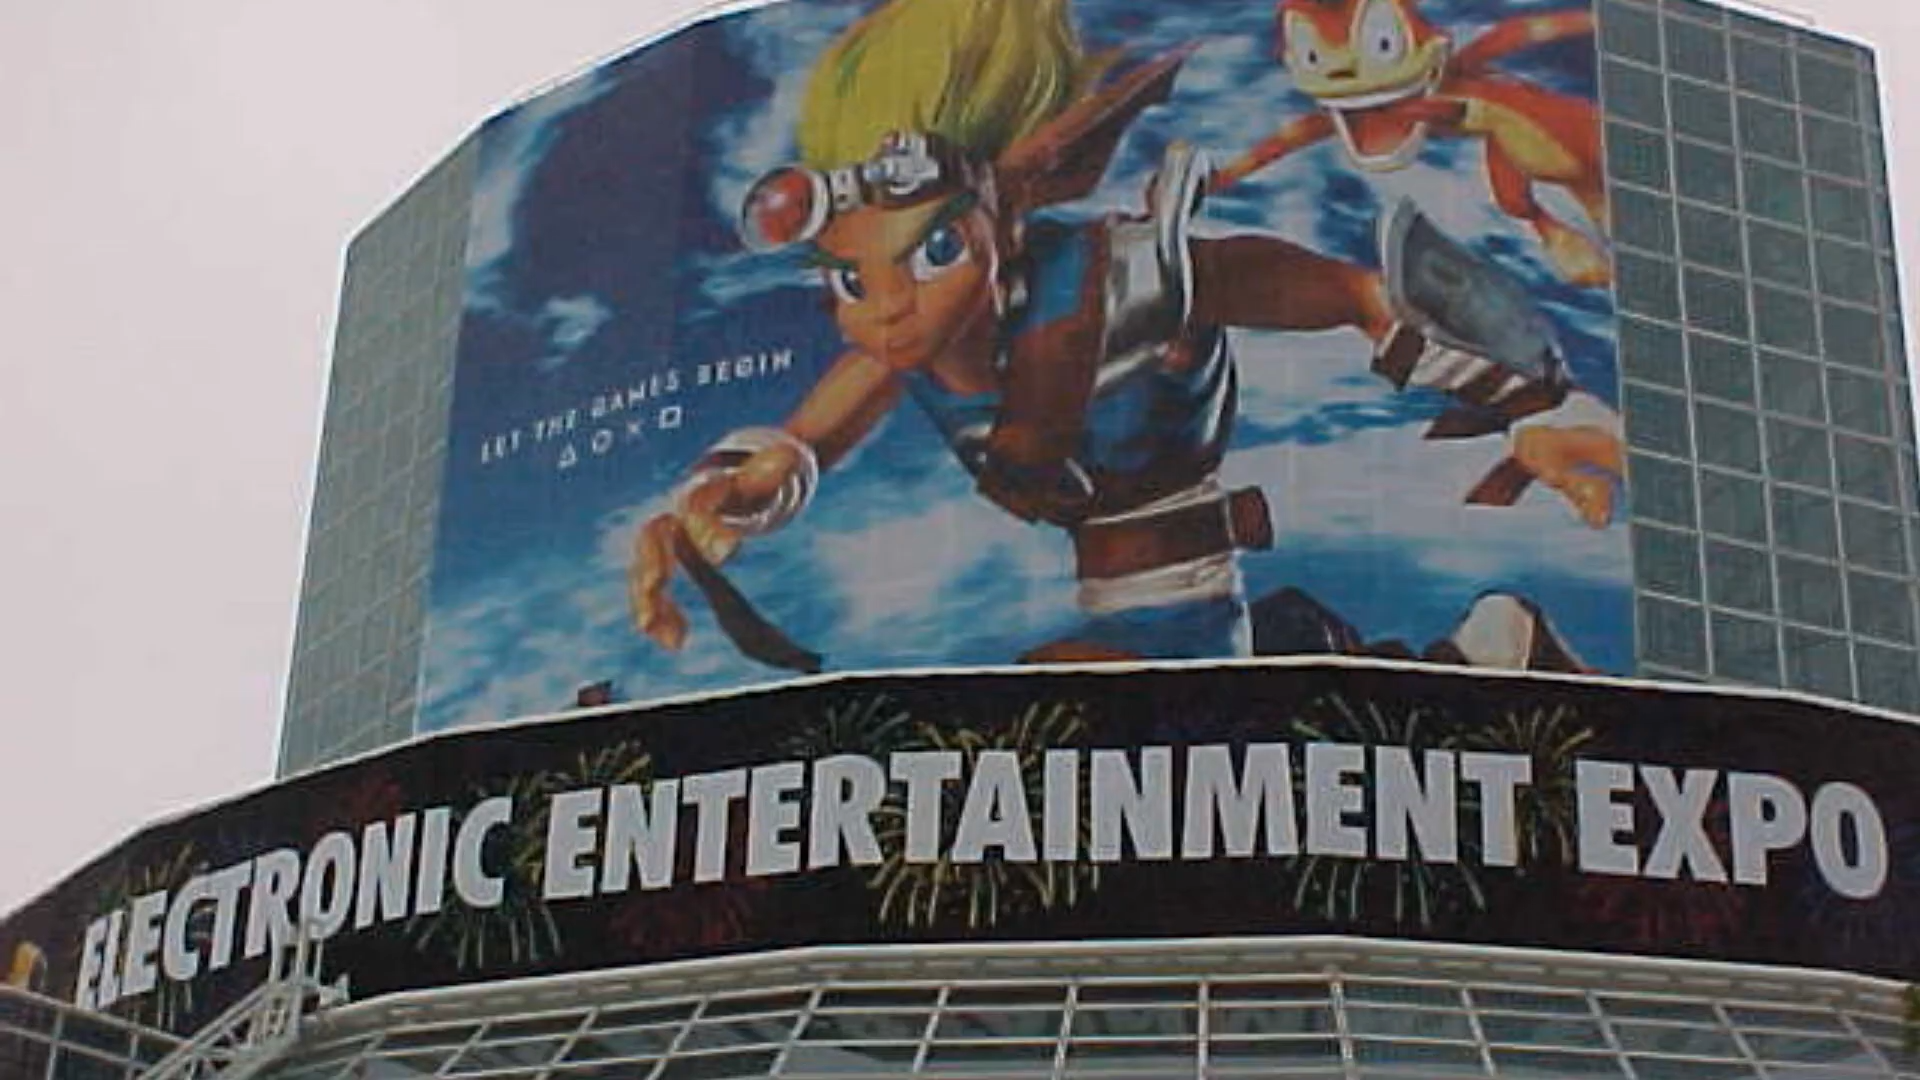 LET THE GAMES BEGIN
△○×□
ELECTRONIC ENTERTAINMENT EXPO